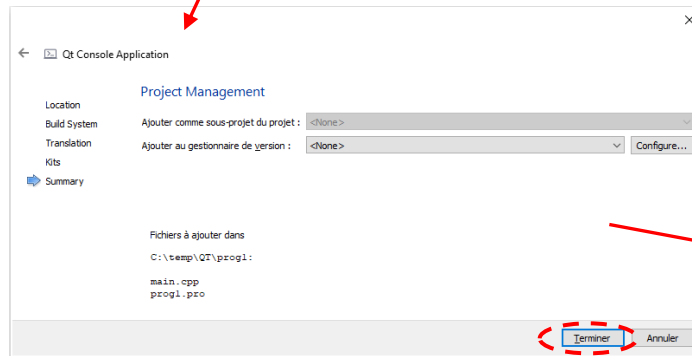 Qt Console Application
Project Management
Location
Build System
Translation
Kits
Summary
Ajouter comme sous-projet du projet : <None>
Ajouter au gestionnaire de version : <None> Configure...
Fichiers à ajouter dans
C:\temp\QT\prog1:
main.cpp
prog1.pro
Terminer Annuler